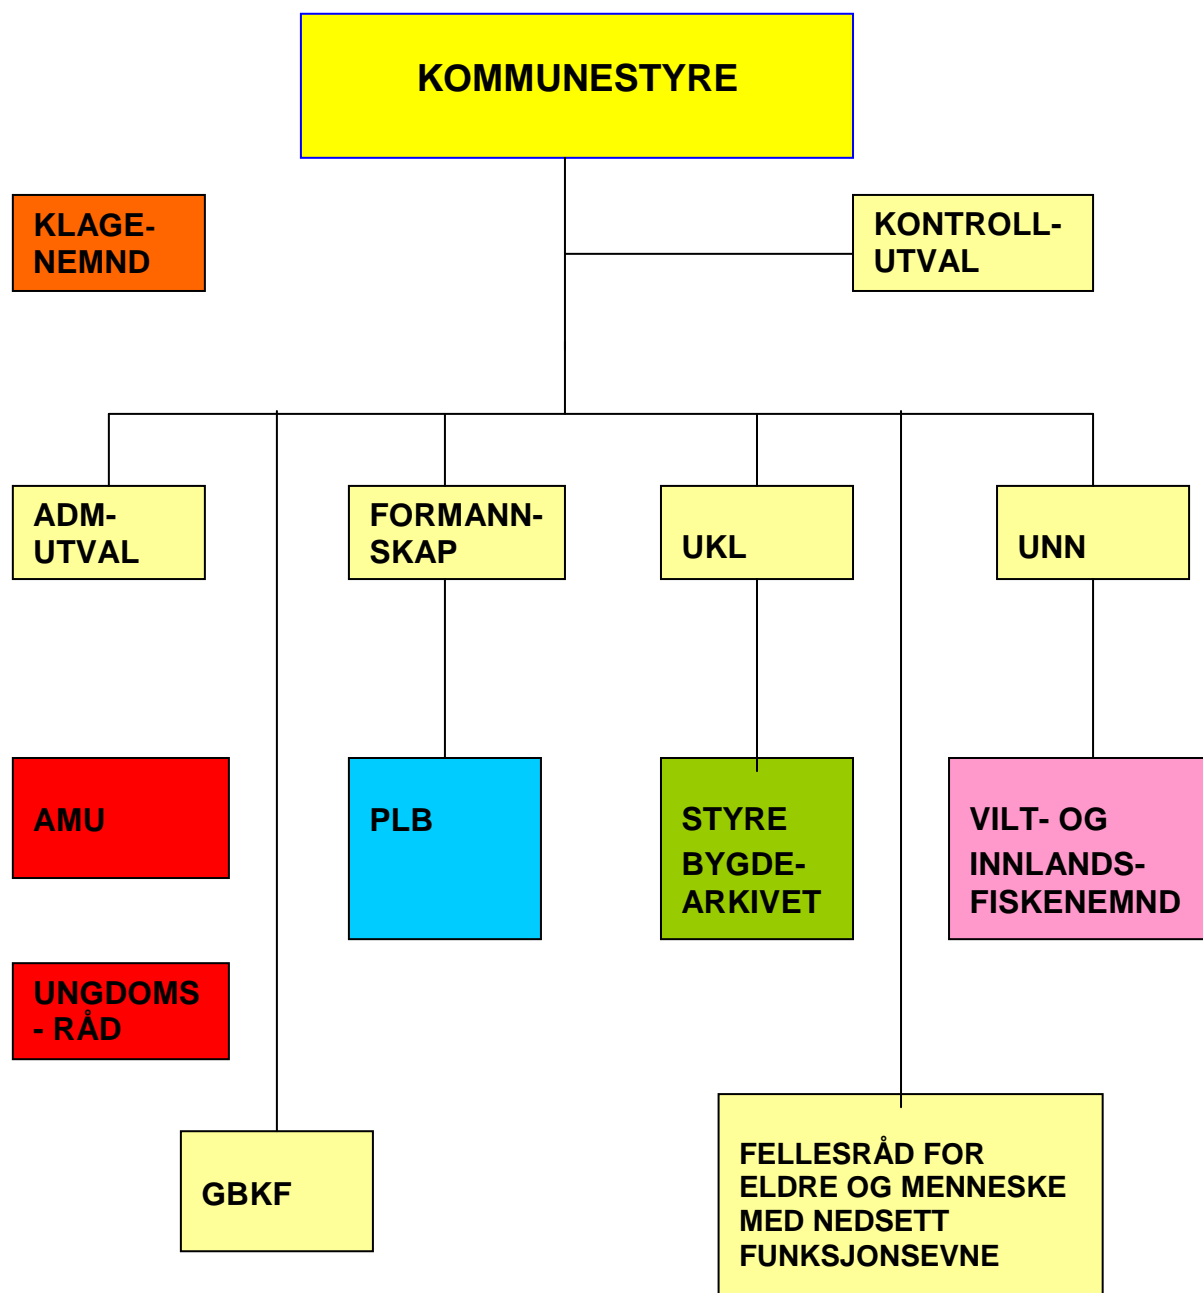 KOMMUNESTYRE
KLAGE-
NEMND
KONTROLL-
UTVAL
ADM-
UTVAL
FORMANN-
SKAP
UKL
UNN
AMU
PLB
STYRE
BYGDE-
ARKIVET
VILT- OG
INNLANDS-
FISKENEMND
UNGDOMS
- RÅD
GBKF
FELLESRÅD FOR
ELDRE OG MENNESKE
MED NEDSETT
FUNKSJONSEVNE